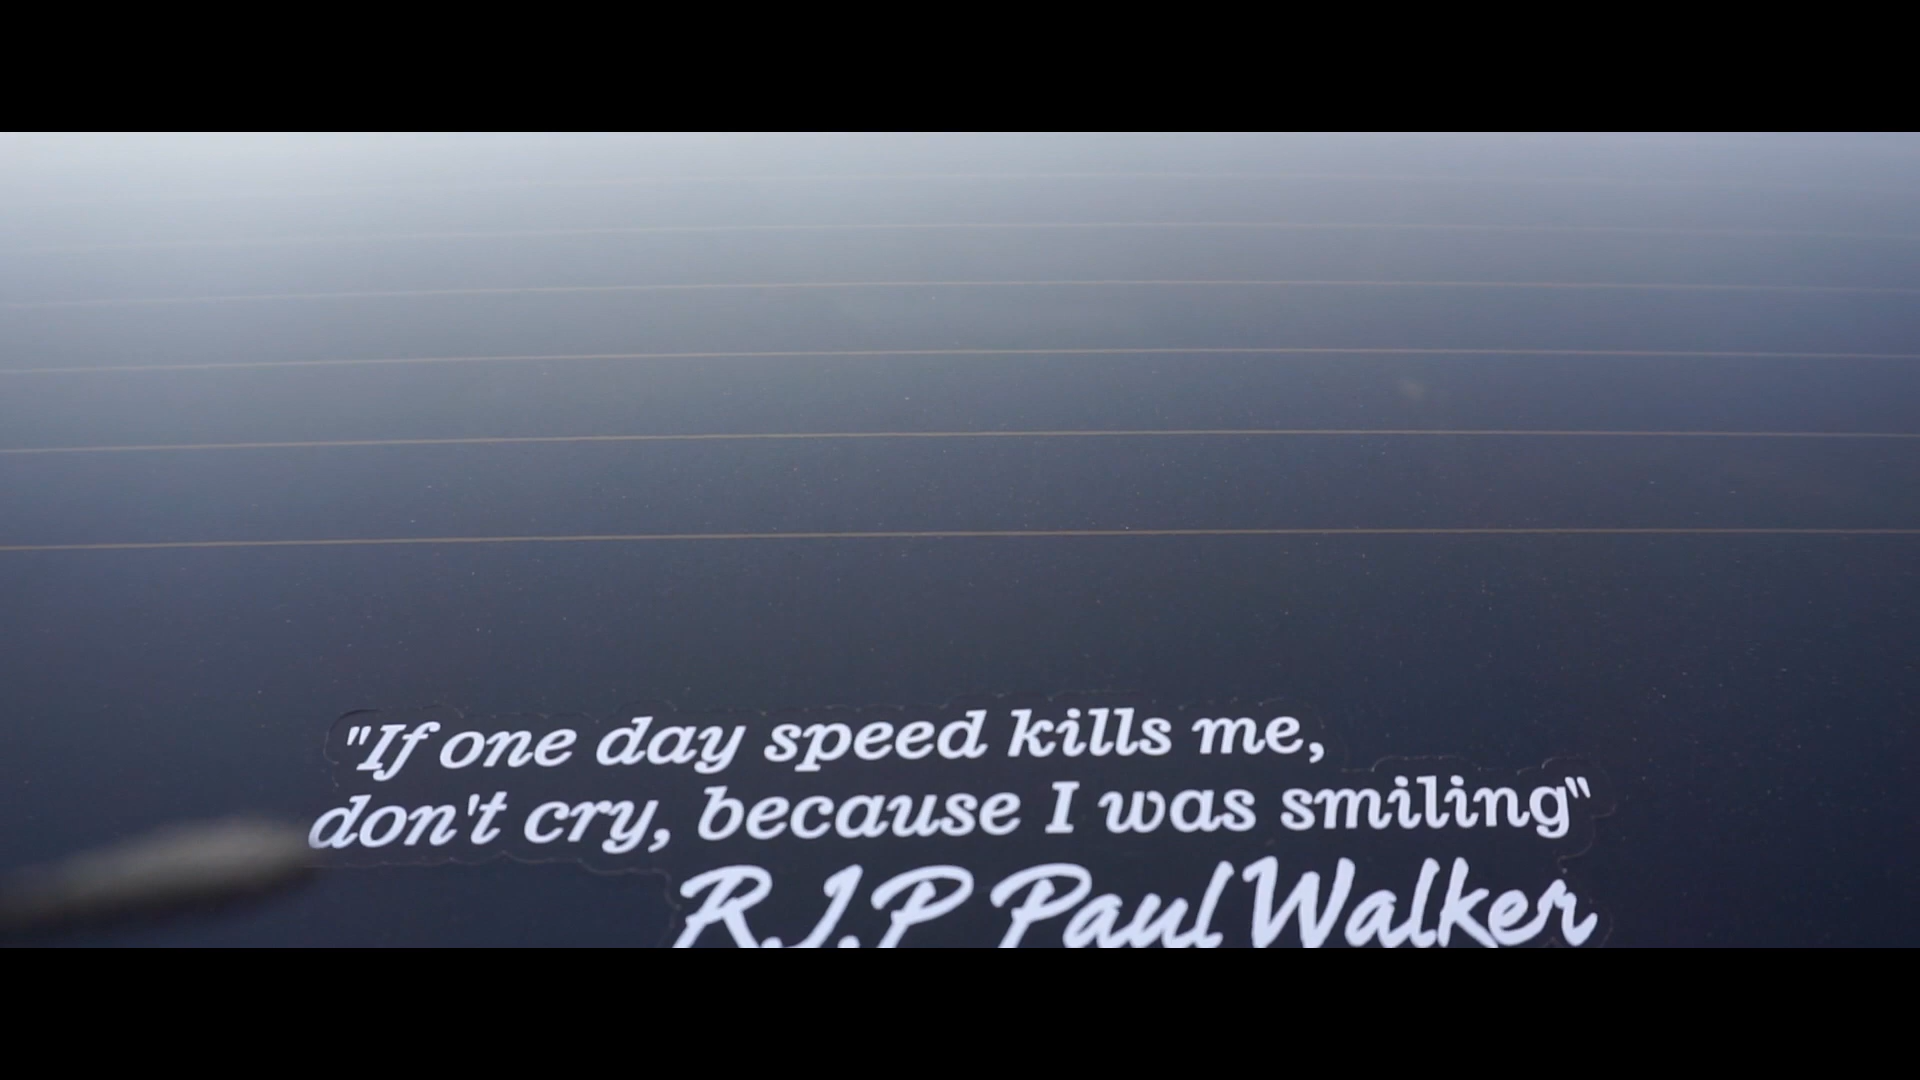 "If one day speed kills me,
don't cry, because I was smiling"
R.I.P Paul Walker